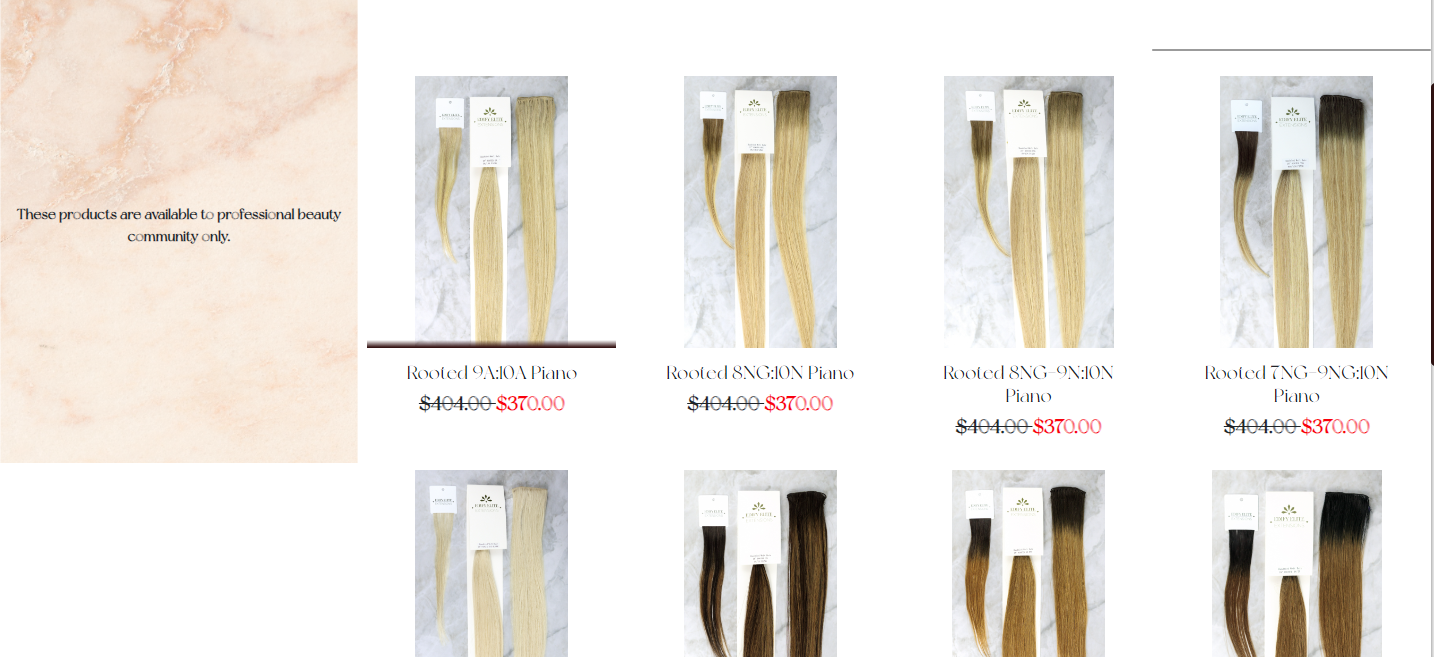 These products are available to professional beauty
community only.
Rooted 9A:10A Piano
$404.00 $370.00
Rooted 8NG:10N Piano
$404.00 $370.00
Rooted 8NG-9N:10N
Piano
$404.00 $370.00
Rooted 7NG-9NG:10N
Piano
$404.00 $370.00